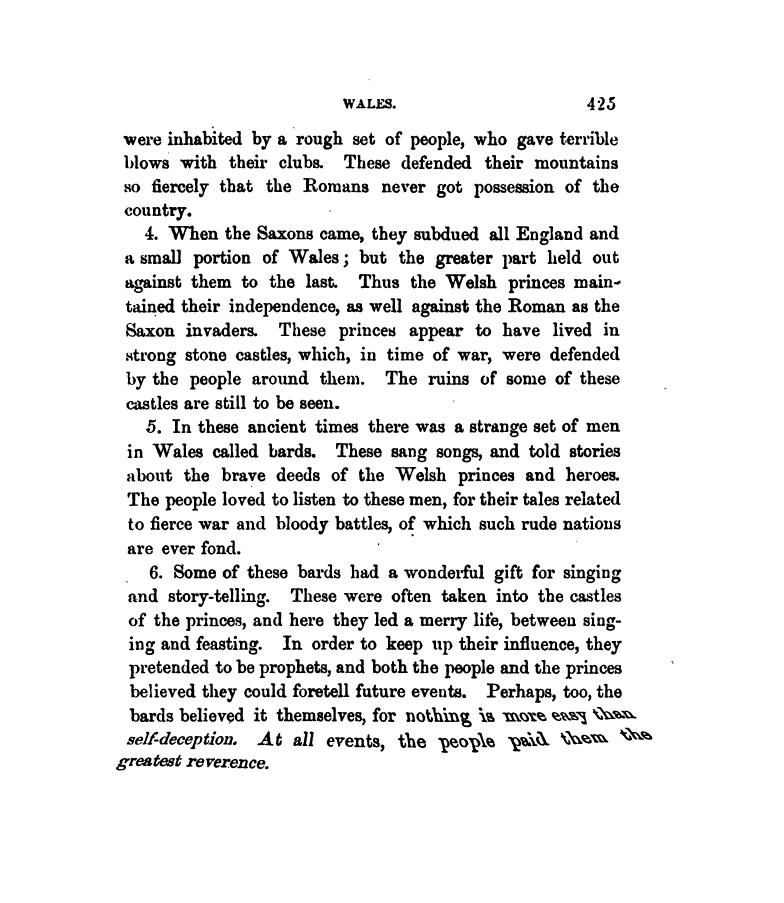 WALES. 425
were inhabited by a rough set of people, who gave terrible
blows with their clubs. These defended their mountains
so fiercely that the Romans never got possession of the
country.
4. When the Saxons came, they subdued all England and
a small portion of Wales; but the greater part held out
against them to the last. Thus the Welsh princes main-
tained their independence, as well against the Roman as the
Saxon invaders. These princes appear to have lived in
strong stone castles, which, in time of war, were defended
by the people around them. The ruins of some of these
castles are still to be seen.
5. In these ancient times there was a strange set of men
in Wales called bards. These sang songs, and told stories
about the brave deeds of the Welsh princes and heroes.
The people loved to listen to these men, for their tales related
to fierce war and bloody battles, of which such rude nations
are ever fond.
6. Some of these bards had a wonderful gift for singing
and story-telling. These were often taken into the castles
of the princes, and here they led a merry life, between sing-
ing and feasting. In order to keep up their influence, they
pretended to be prophets, and both the people and the princes
believed they could foretell future events. Perhaps, too, the
bards believed it themselves, for nothing is more easy than
self-deception. At all events, the people paid them the
greatest reverence.